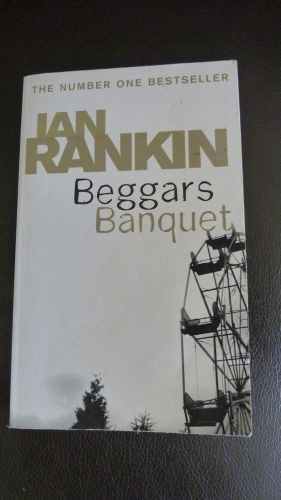 THE NUMBER ONE BESTSELLER
IAN
RANKIN
Beggars
Banquet